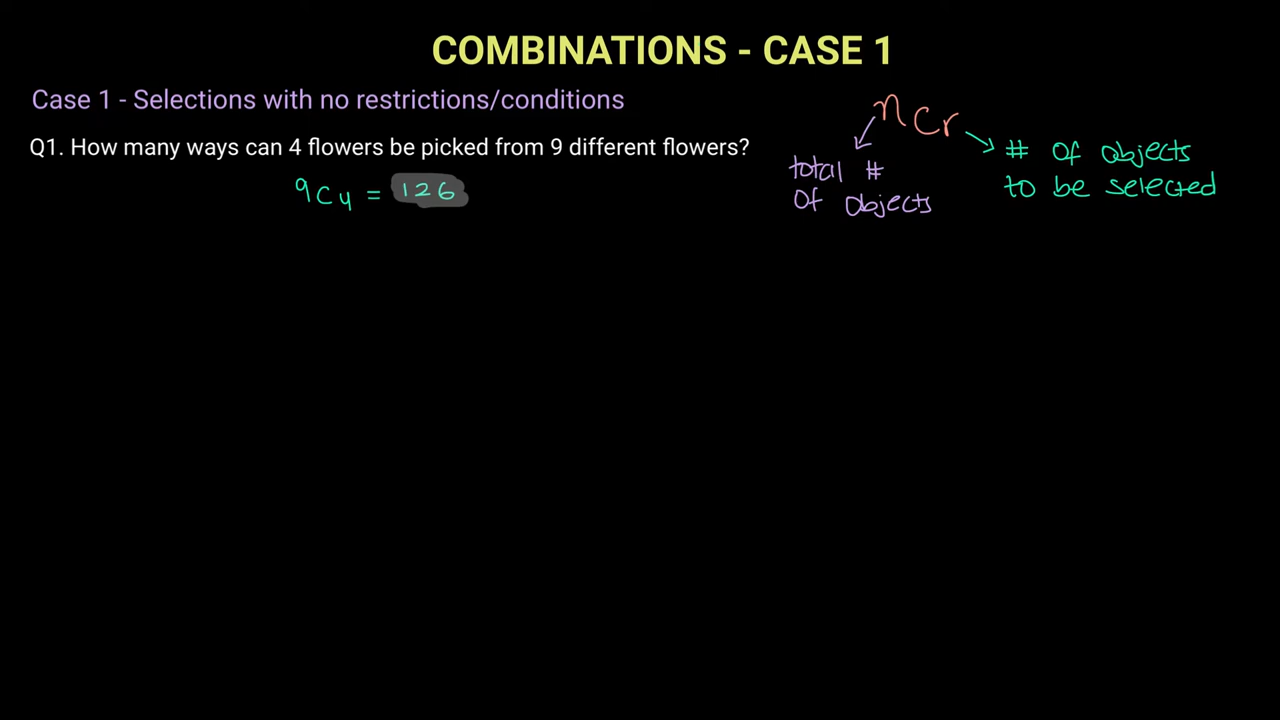 COMBINATIONS - CASE 1
Case 1 - Selections with no restrictions/conditions
Q1. How many ways can 4 flowers be picked from 9 different flowers?
9C4 = 126
nCr
total #
of objects
# of objects
to be selected